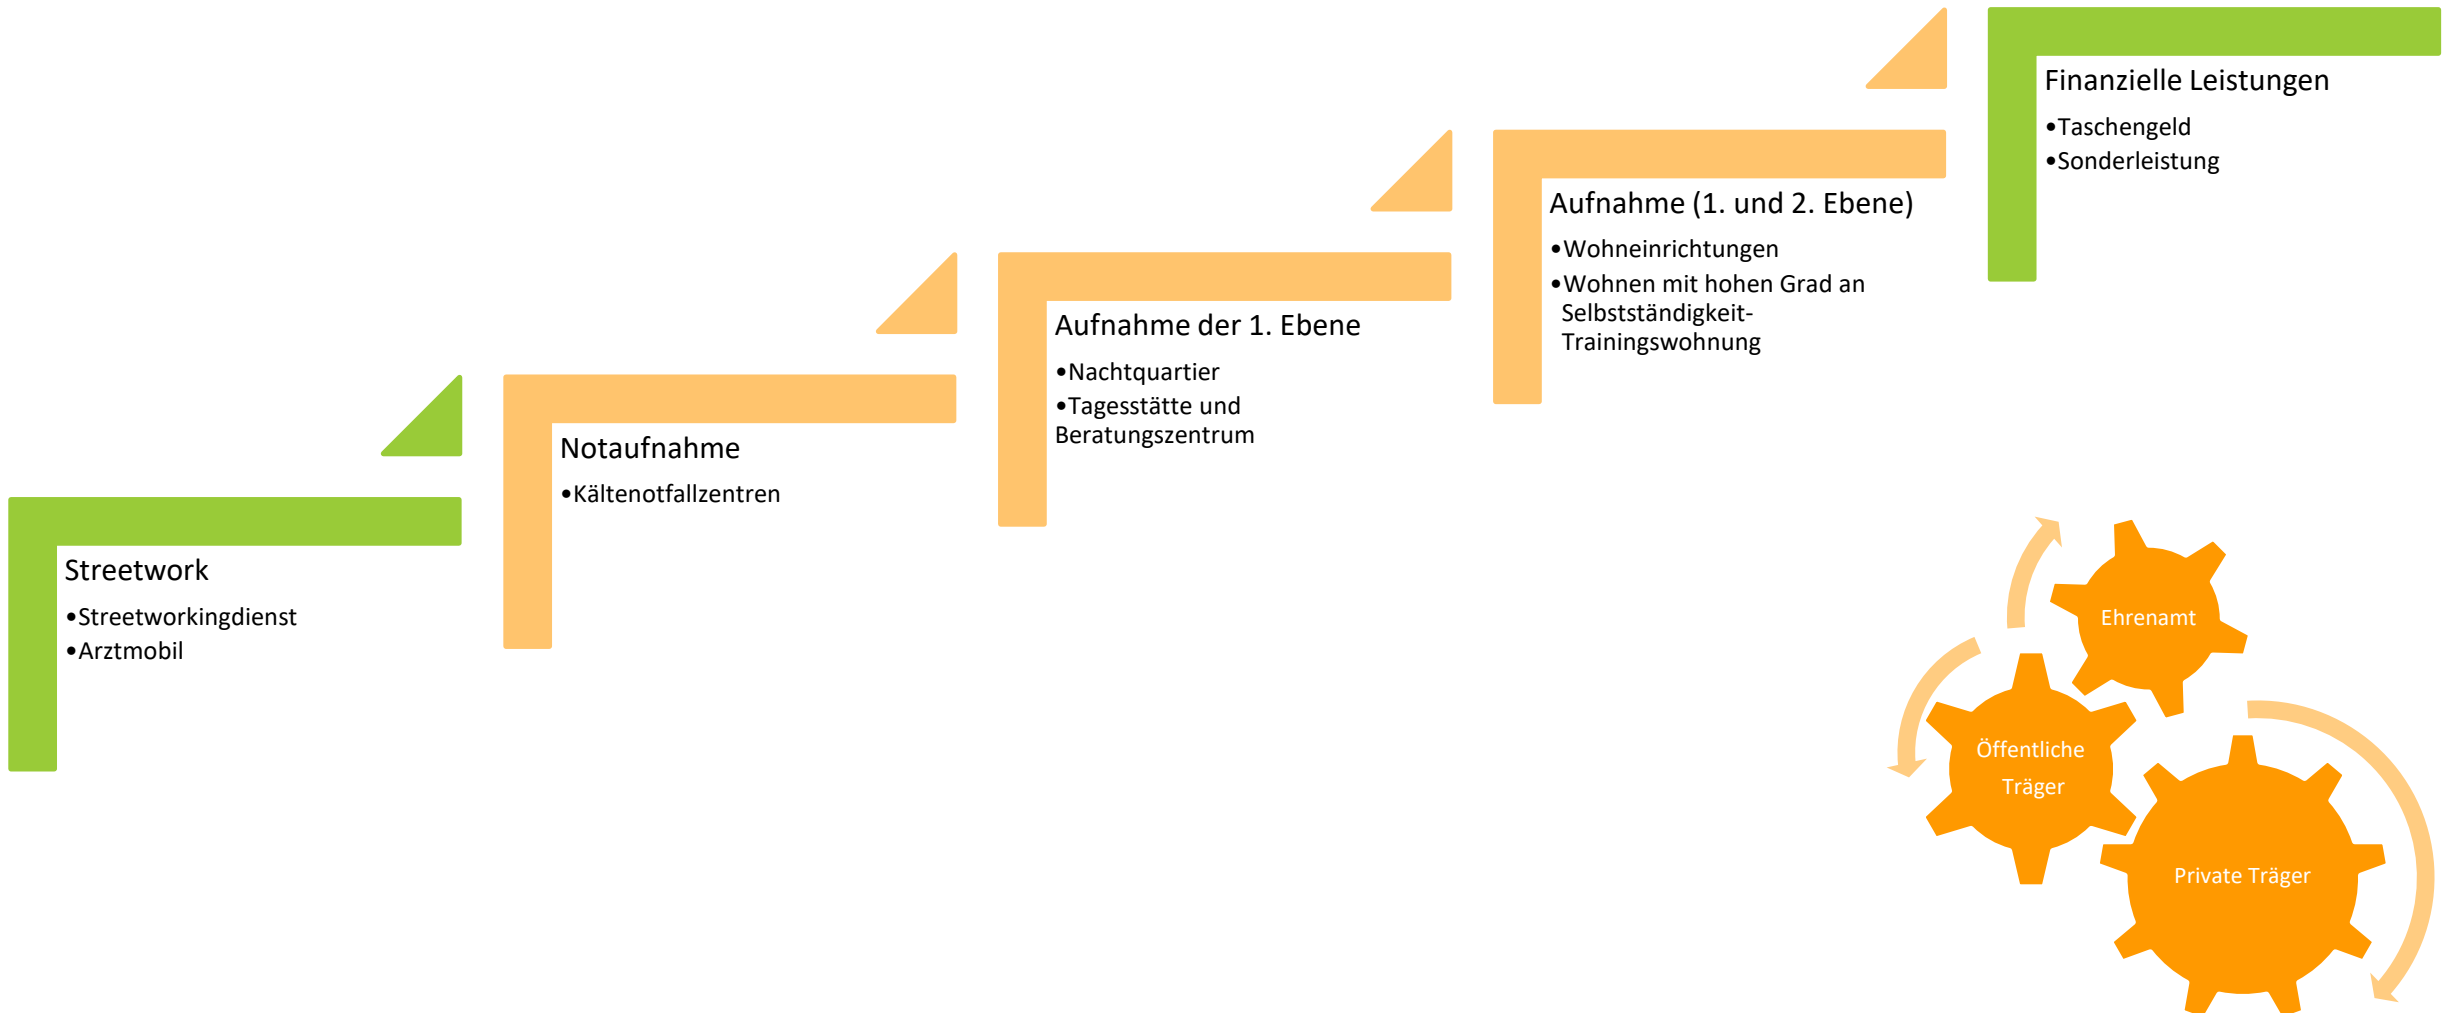 Streetwork
•Streetworkingdienst
•Arztmobil
Notaufnahme
•Kältenotfallzentren
Aufnahme der 1. Ebene
•Nachtquartier
•Tagesstätte und
Beratungszentrum
Aufnahme (1. und 2. Ebene)
•Wohneinrichtungen
•Wohnen mit hohen Grad an
Selbstständigkeit-
Trainingswohnung
Finanzielle Leistungen
•Taschengeld
•Sonderleistung
Ehrenamt
Öffentliche
Träger
Private Träger